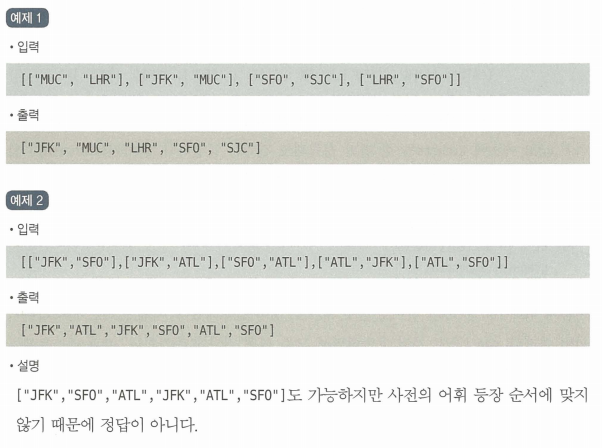 예제 1
• 입력
[["MUC", "LHR"], ["JFK", "MUC"], ["SFO", "SJC"], ["LHR", "SFO"]]
• 출력
["JFK", "MUC", "LHR", "SFO", "SJC"]
예제 2
• 입력
[["JFK","SFO"],["JFK","ATL"],["SFO","ATL"],["ATL","JFK"],["ATL","SFO"]]
• 출력
["JFK","ATL","JFK","SFO","ATL","SFO"]
• 설명
["JFK","SFO","ATL","JFK","ATL","SFO"]도 가능하지만 사전의 어휘 등장 순서에 맞지
않기 때문에 정답이 아니다.